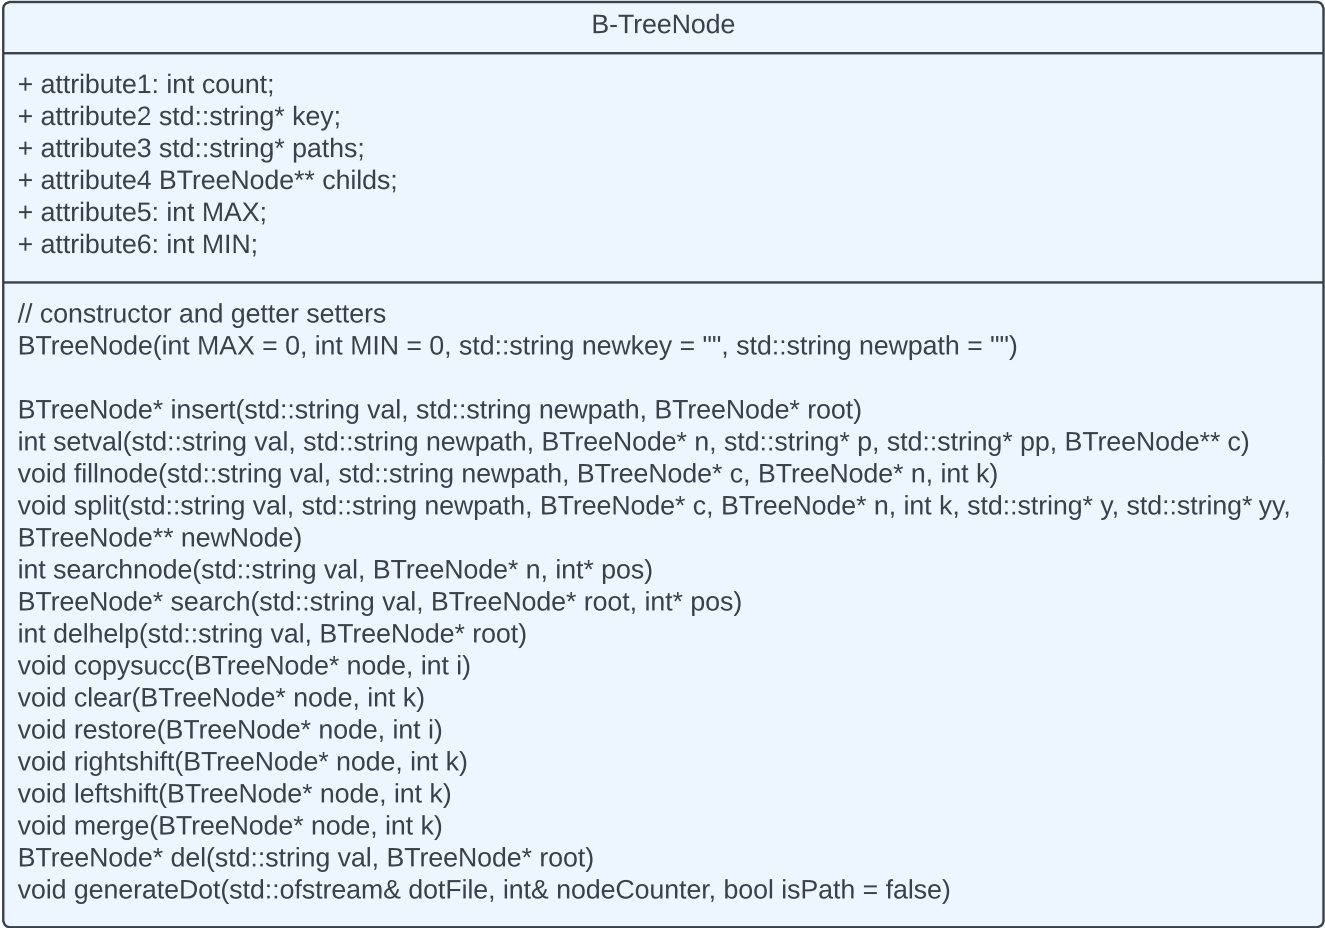 B-TreeNode
+ attribute1: int count;
+ attribute2 std::string* key;
+ attribute3 std::string* paths;
+ attribute4 BTreeNode** childs;
+ attribute5: int MAX;
+ attribute6: int MIN;
// constructor and getter setters
BTreeNode(int MAX = 0, int MIN = 0, std::string newkey = "", std::string newpath = "")
BTreeNode* insert(std::string val, std::string newpath, BTreeNode* root)
int setval(std::string val, std::string newpath, BTreeNode* n, std::string* p, std::string* pp, BTreeNode** c)
void fillnode(std::string val, std::string newpath, BTreeNode* c, BTreeNode* n, int k)
void split(std::string val, std::string newpath, BTreeNode* c, BTreeNode* n, int k, std::string* y, std::string* yy,
BTreeNode** newNode)
int searchnode(std::string val, BTreeNode* n, int* pos)
BTreeNode* search(std::string val, BTreeNode* root, int* pos)
int delhelp(std::string val, BTreeNode* root)
void copysucc(BTreeNode* node, int i)
void clear(BTreeNode* node, int k)
void restore(BTreeNode* node, int i)
void rightshift(BTreeNode* node, int k)
void leftshift(BTreeNode* node, int k)
void merge(BTreeNode* node, int k)
BTreeNode* del(std::string val, BTreeNode* root)
void generateDot(std::ofstream& dotFile, int& nodeCounter, bool isPath = false)